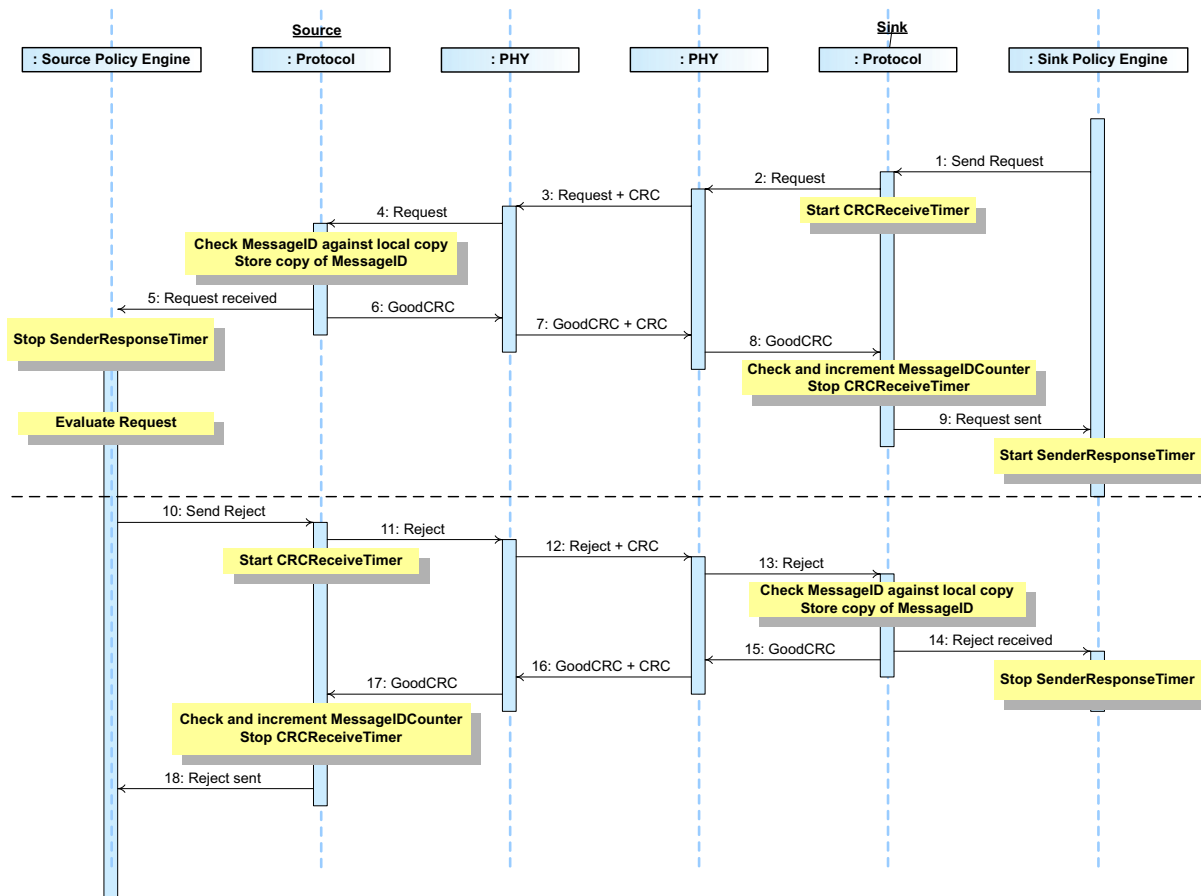 Source
Sink
: Source Policy Engine
: Protocol
: PHY
: PHY
: Protocol
: Sink Policy Engine
1: Send Request
2: Request
3: Request + CRC
Start CRCReceiveTimer
4: Request
Check MessageID against local copy
Store copy of MessageID
5: Request received
6: GoodCRC
7: GoodCRC + CRC
Stop SenderResponseTimer
8: GoodCRC
Check and increment MessageIDCounter
Stop CRCReceiveTimer
Evaluate Request
9: Request sent
Start SenderResponseTimer
10: Send Reject
11: Reject
12: Reject + CRC
Start CRCReceiveTimer
13: Reject
Check MessageID against local copy
Store copy of MessageID
14: Reject received
15: GoodCRC
16: GoodCRC + CRC
Stop SenderResponseTimer
17: GoodCRC
Check and increment MessageIDCounter
Stop CRCReceiveTimer
18: Reject sent